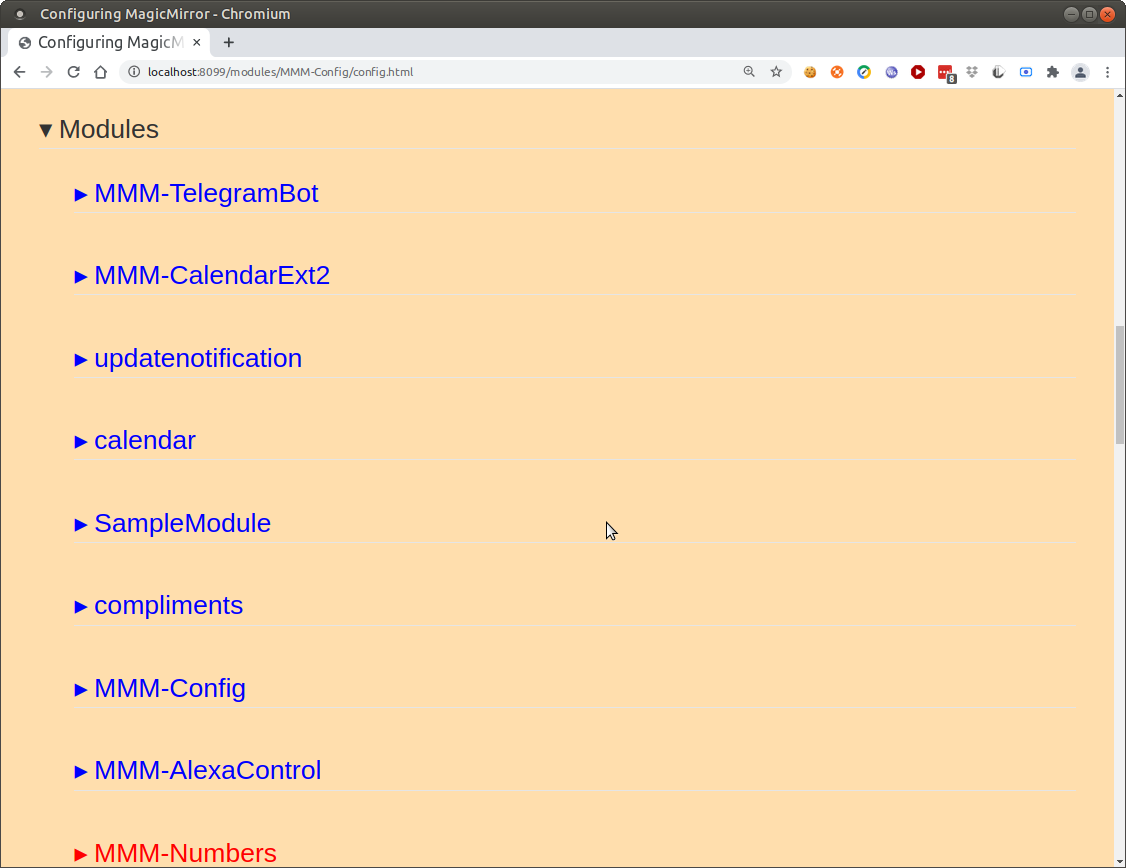 Configuring MagicMirror - Chromium
Configuring MagicM
localhost:8099/modules/MMM-Config/config.html
8
▾ Modules
▸ MMM-TelegramBot
▸ MMM-CalendarExt2
▸ updatenotification
▸ calendar
▸ SampleModule
▸ compliments
▸ MMM-Config
▸ MMM-AlexaControl
▸ MMM-Numbers